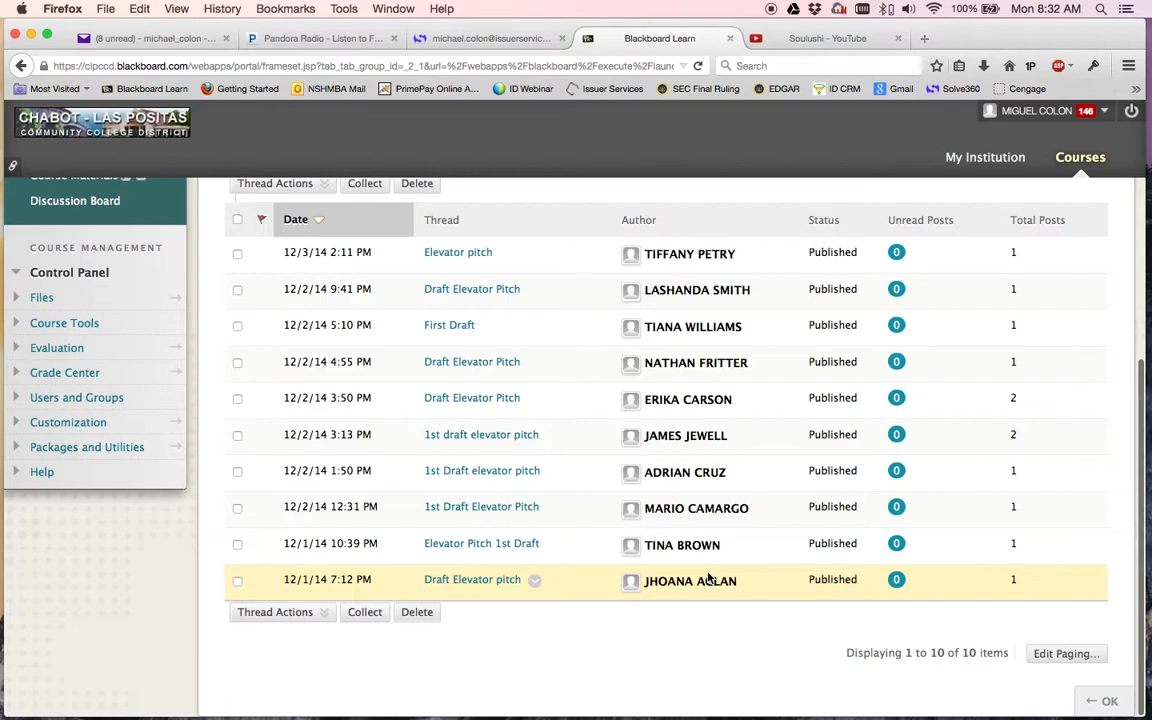 Firefox File Edit View History Bookmarks Tools Window Help 100% Mon 8:32 AM
(8 unread) - michael_colon -... × Pandora Radio - Listen to F... × michael.colon@issuerservic... × Blackboard Learn × Soulushi - YouTube × +
https://clpccd.blackboard.com/webapps/portal/frameset.jsp?tab_tab_group_id=_2_1&url=%2Fwebapps%2Fblackboard%2Fexecute%2Flaunc Search 1P ABP
Most Visited Blackboard Learn Getting Started NSHMBA Mail PrimePay Online A... ID Webinar Issuer Services SEC Final Ruling EDGAR ID CRM Gmail Solve360 Cengage
CHABOT - LAS POSITAS
COMMUNITY COLLEGE DISTRICT
MIGUEL COLON 146
My Institution Courses
Discussion Board
COURSE MANAGEMENT
Control Panel
Files
Course Tools
Evaluation
Grade Center
Users and Groups
Customization
Packages and Utilities
Help
Thread Actions Collect Delete
Date Thread Author Status Unread Posts Total Posts
12/3/14 2:11 PM Elevator pitch TIFFANY PETRY Published 0 1
12/2/14 9:41 PM Draft Elevator Pitch LASHANDA SMITH Published 0 1
12/2/14 5:10 PM First Draft TIANA WILLIAMS Published 0 1
12/2/14 4:55 PM Draft Elevator Pitch NATHAN FRITTER Published 0 1
12/2/14 3:50 PM Draft Elevator Pitch ERIKA CARSON Published 0 2
12/2/14 3:13 PM 1st draft elevator pitch JAMES JEWELL Published 0 2
12/2/14 1:50 PM 1st Draft elevator pitch ADRIAN CRUZ Published 0 1
12/2/14 12:31 PM 1st Draft Elevator Pitch MARIO CAMARGO Published 0 1
12/1/14 10:39 PM Elevator Pitch 1st Draft TINA BROWN Published 0 1
12/1/14 7:12 PM Draft Elevator pitch JHOANA Published 0 1
Thread Actions Collect Delete
Displaying 1 to 10 of 10 items Edit Paging...
← OK